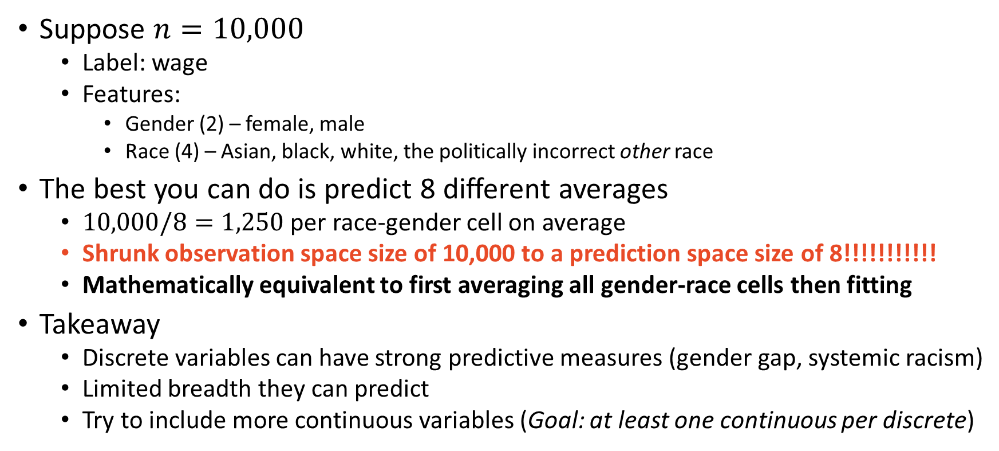 • Suppose n = 10,000
• Label: wage
• Features:
• Gender (2) – female, male
• Race (4) – Asian, black, white, the politically incorrect other race
• The best you can do is predict 8 different averages
• 10,000/8 = 1,250 per race-gender cell on average
• Shrunk observation space size of 10,000 to a prediction space size of 8!!!!!!!!!!!
• Mathematically equivalent to first averaging all gender-race cells then fitting
• Takeaway
• Discrete variables can have strong predictive measures (gender gap, systemic racism)
• Limited breadth they can predict
• Try to include more continuous variables (Goal: at least one continuous per discrete)